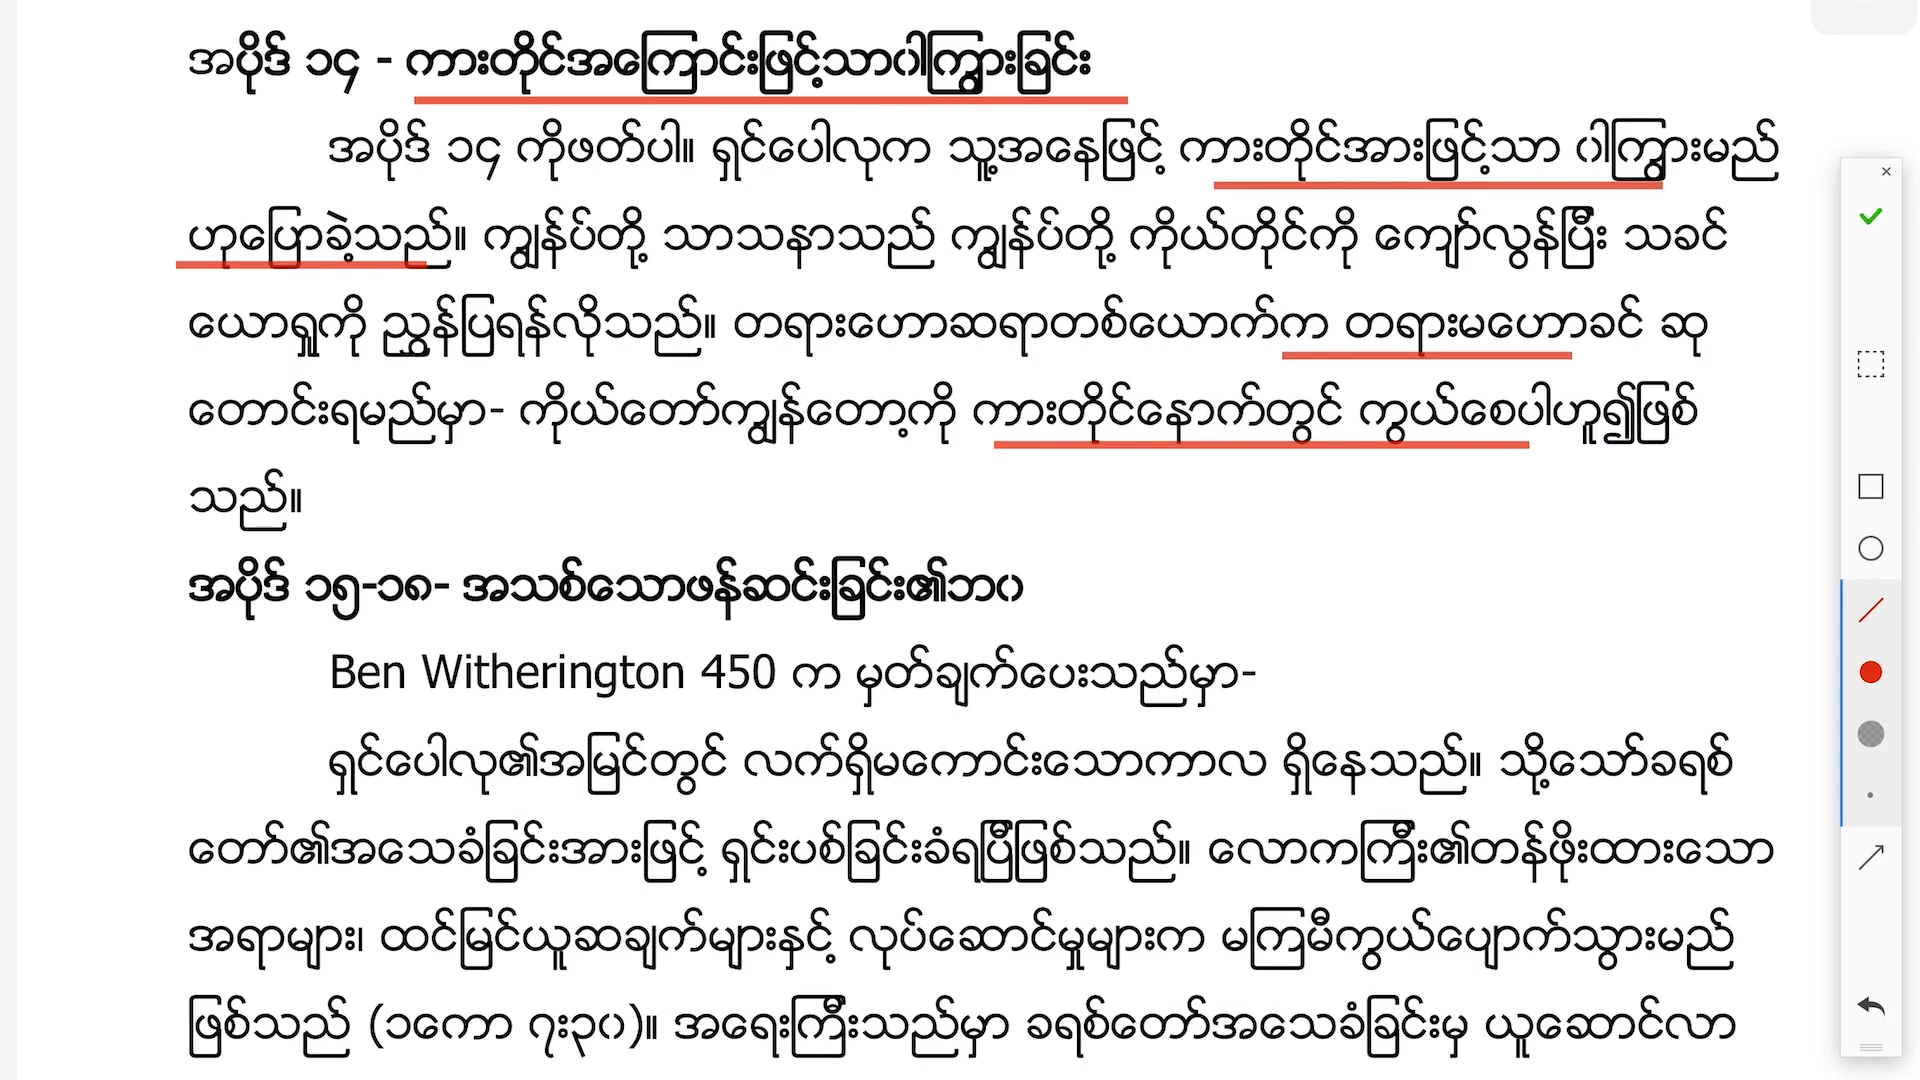 အပိုဒ် ၁၄ - ကားတိုင်အကြောင်းဖြင့်သာဝါကြွားခြင်း
အပိုဒ် ၁၄ ကိုဖတ်ပါ။ ရှင်ပေါလုက သူ့အနေဖြင့် ကားတိုင်အားဖြင့်သာ ဝါကြွားမည်
ဟုပြောခဲ့သည်။ ကျွန်ုပ်တို့ သာသနာသည် ကျွန်ုပ်တို့ ကိုယ်တိုင်ကို ကျော်လွန်ပြီး သခင်
ယောရှုကို ညွှန်ပြရန်လိုသည်။ တရားဟောဆရာတစ်ယောက်က တရားမဟောခင် ဆု
တောင်းရမည်မှာ- ကိုယ်တော်ကျွန်တော့ကို ကားတိုင်နောက်တွင် ကွယ်စေပါဟူ၍ဖြစ်
သည်။
အပိုဒ် ၁၅-၁၈- အသစ်သောဖန်ဆင်းခြင်း၏ဘဝ
Ben Witherington 450 က မှတ်ချက်ပေးသည်မှာ-
ရှင်ပေါလု၏အမြင်တွင် လက်ရှိမကောင်းသောကာလ ရှိနေသည်။ သို့သော်ခရစ်
တော်၏အသေခံခြင်းအားဖြင့် ရှင်းပစ်ခြင်းခံရပြီဖြစ်သည်။ လောကကြီး၏တန်ဖိုးထားသော
အရာများ၊ ထင်မြင်ယူဆချက်များနှင့် လုပ်ဆောင်မှုများက မကြမီကွယ်ပျောက်သွားမည်
ဖြစ်သည် (၁ကော ၇း၃၀)။ အရေးကြီးသည်မှာ ခရစ်တော်အသေခံခြင်းမှ ယူဆောင်လာ